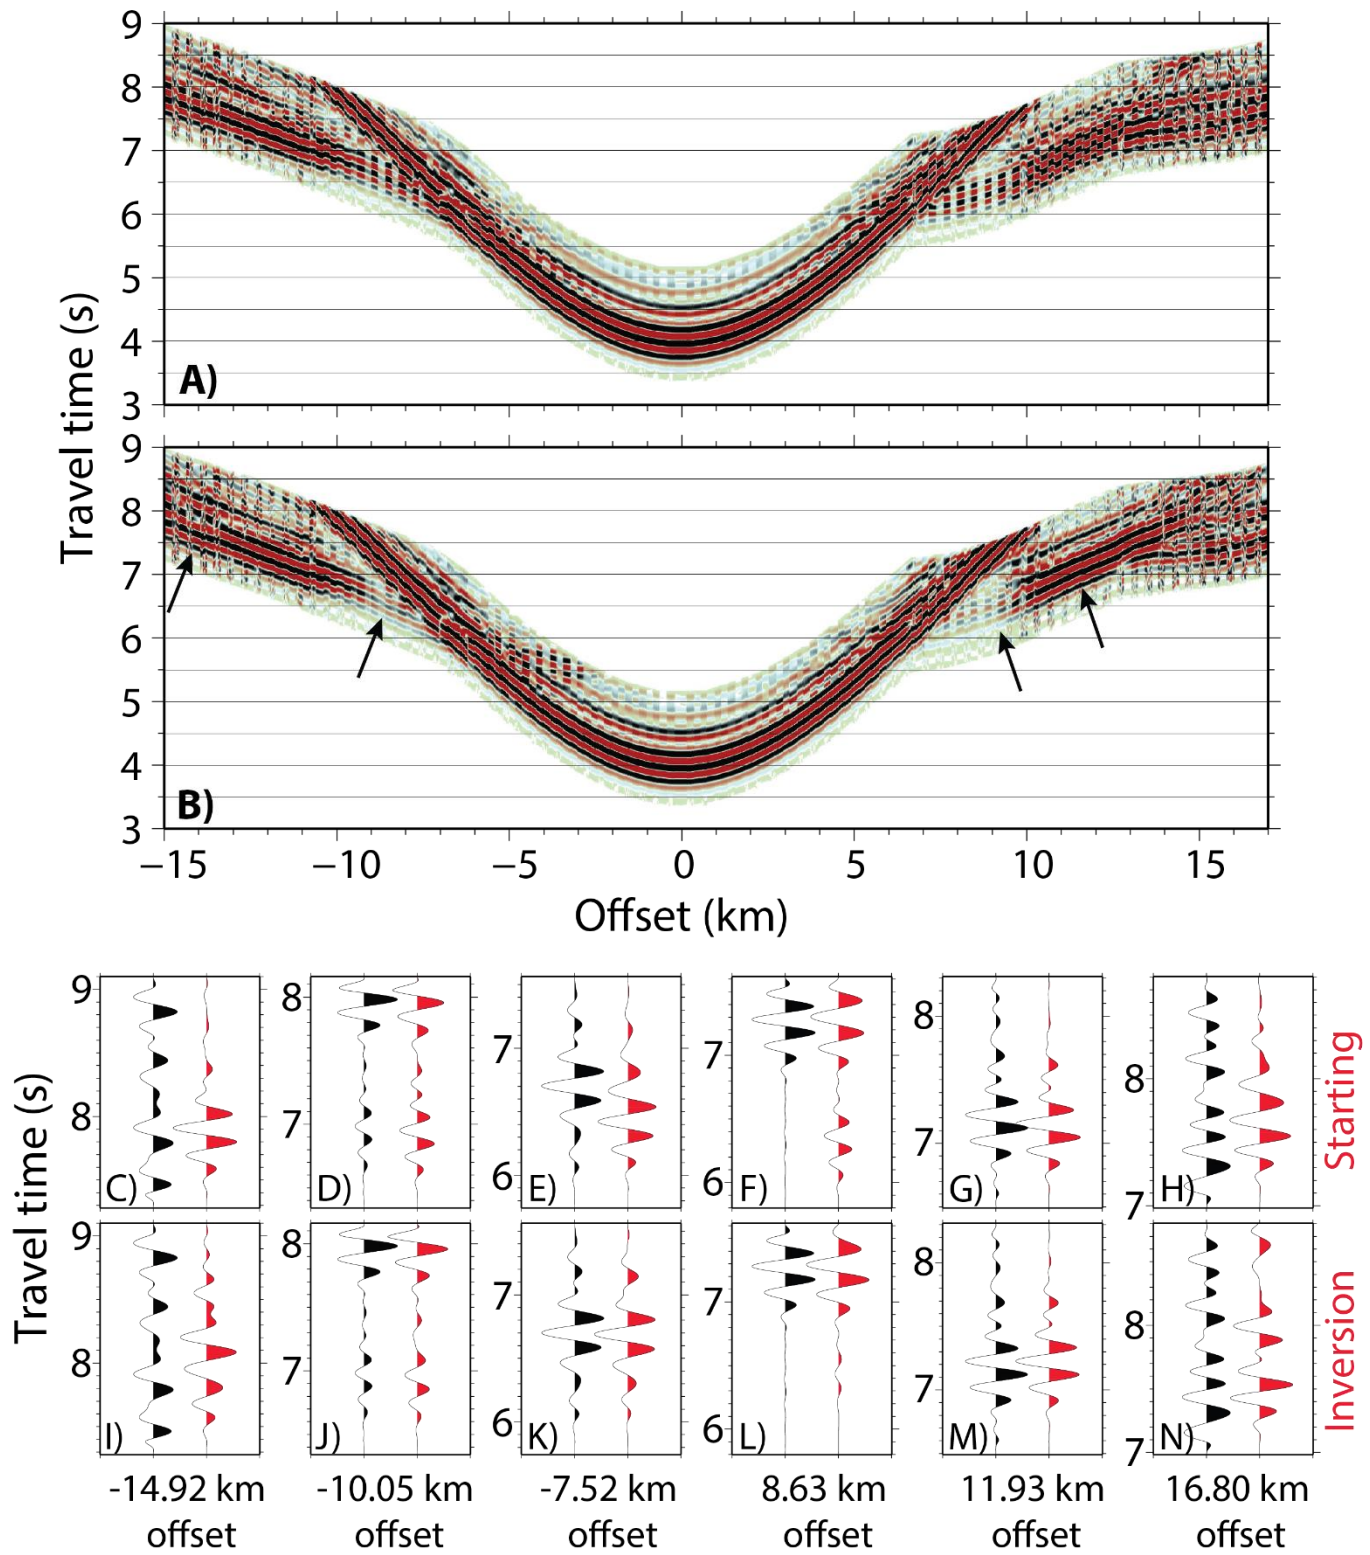 9
8
7
6
5
4
3
A)
Travel time (s)
9
8
7
6
5
4
3
B)
−15 −10 −5 0 5 10 15
Offset (km)
9
8
C)
8
7
D)
7
6
E)
7
6
F)
8
7
G)
8
7
H)
Starting
Travel time (s)
9
8
I)
8
7
J)
7
6
K)
7
6
L)
8
7
M)
8
7
N)
Inversion
-14.92 km
offset
-10.05 km
offset
-7.52 km
offset
8.63 km
offset
11.93 km
offset
16.80 km
offset